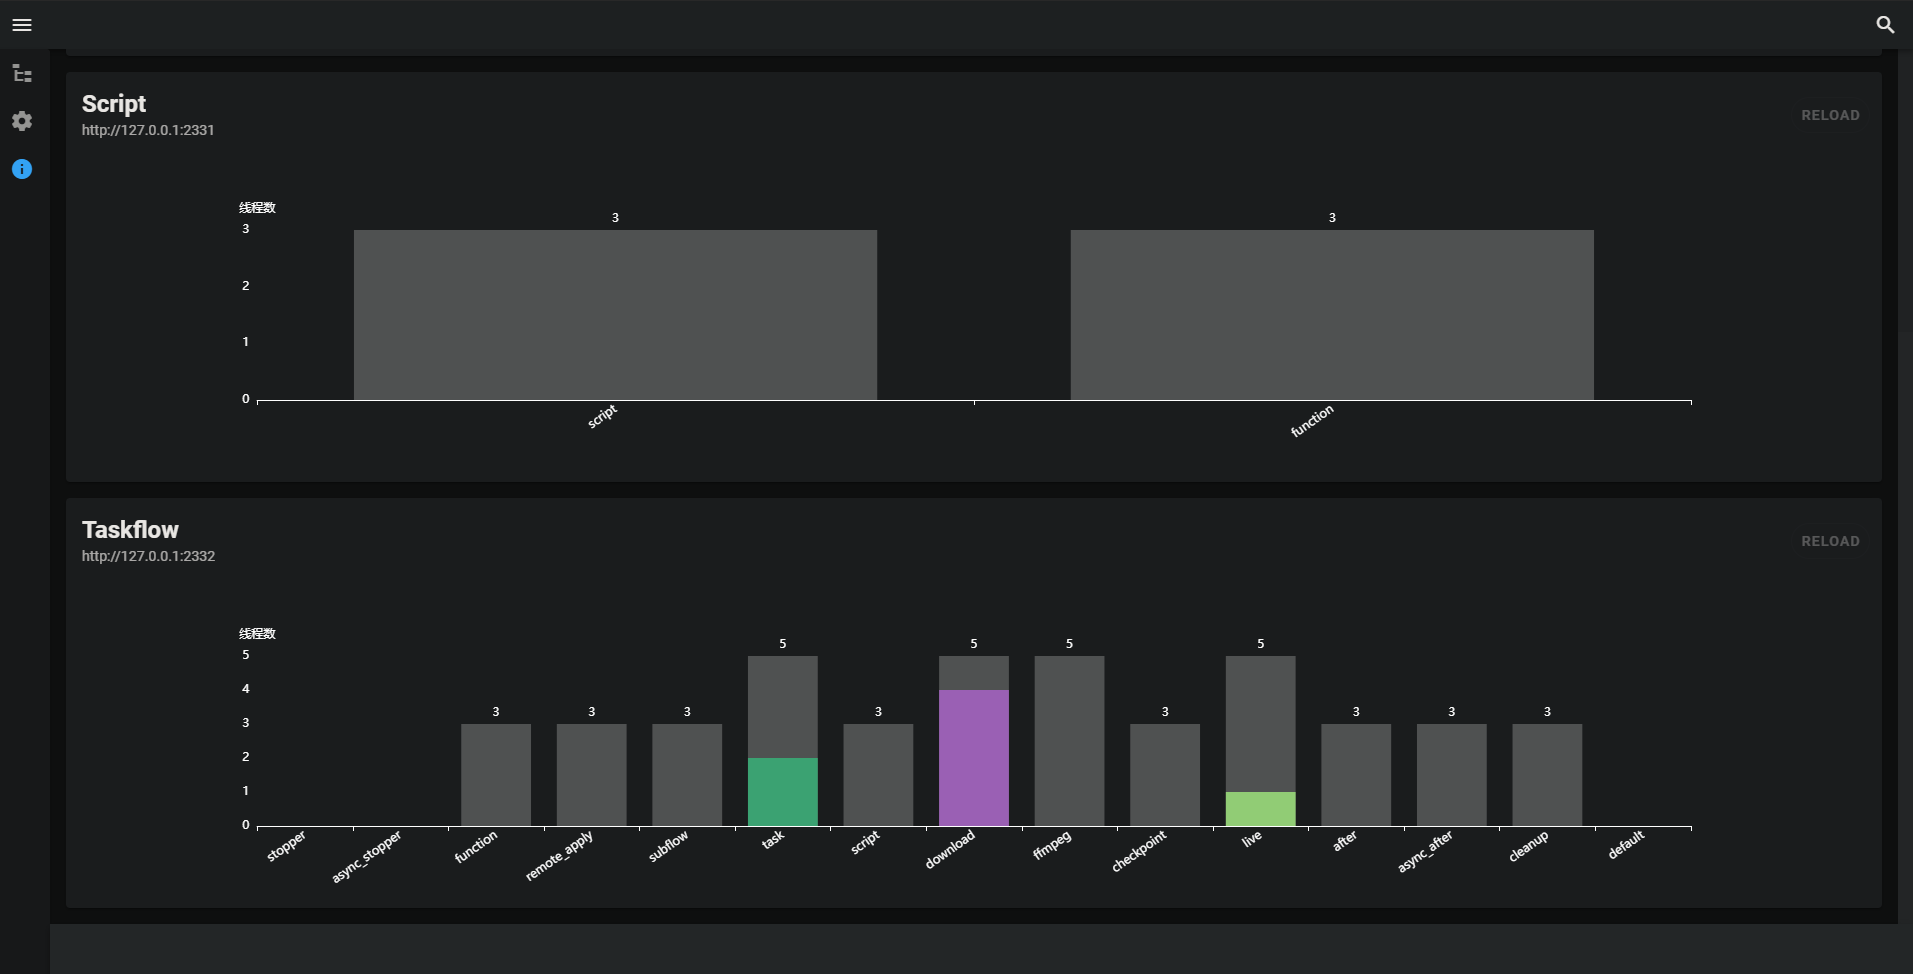 Script
http://127.0.0.1:2331
RELOAD
线程数
3
2
1
0
3
3
script
function
Taskflow
http://127.0.0.1:2332
RELOAD
线程数
5
4
3
2
1
0
3
3
3
5
3
5
5
3
5
3
3
3
stopper
async_stopper
function
remote_apply
subflow
task
script
download
ffmpeg
checkpoint
live
after
async_after
cleanup
default